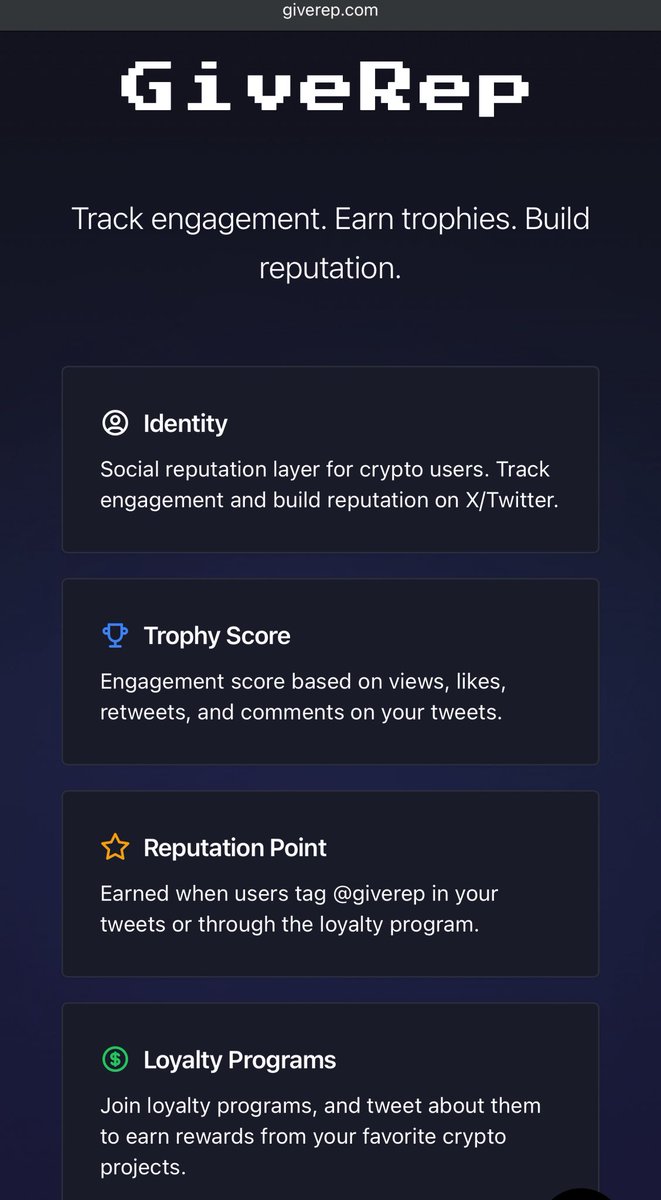 giverep.com
GiveRep
Track engagement. Earn trophies. Build
reputation.
Identity
Social reputation layer for crypto users. Track
engagement and build reputation on X/Twitter.
Trophy Score
Engagement score based on views, likes,
retweets, and comments on your tweets.
Reputation Point
Earned when users tag @giverep in your
tweets or through the loyalty program.
Loyalty Programs
Join loyalty programs, and tweet about them
to earn rewards from your favorite crypto
projects.